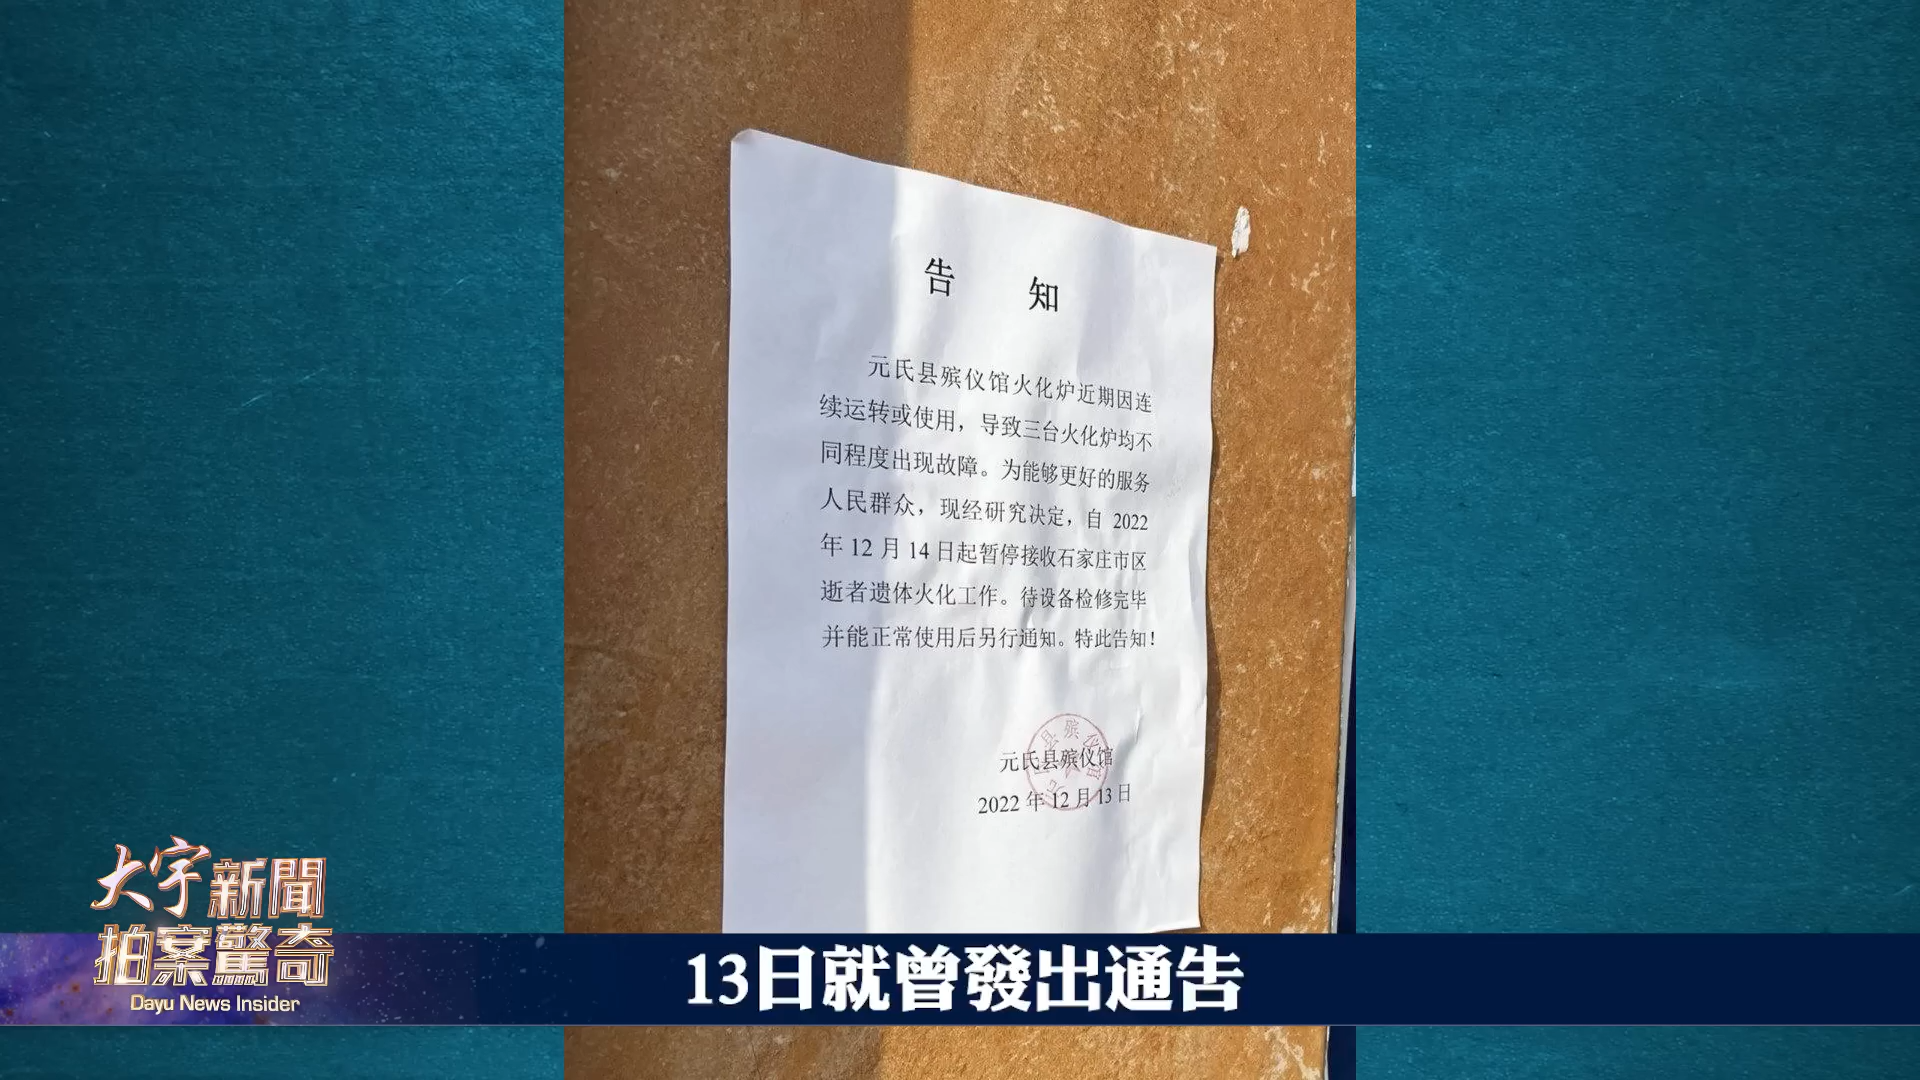 告 知
元氏县殡仪馆火化炉近期因连
续运转或使用，导致三台火化炉均不
同程度出现故障。为能够更好的服务
人民群众，现经研究决定，自 2022
年 12 月 14 日起暂停接收石家庄市区
逝者遗体火化工作。待设备检修完毕
并能正常使用后另行通知。特此告知！
元氏县殡仪馆
2022 年 12 月 13 日
大宇新聞
拍案驚奇
Dayu News Insider
13日就曾發出通告